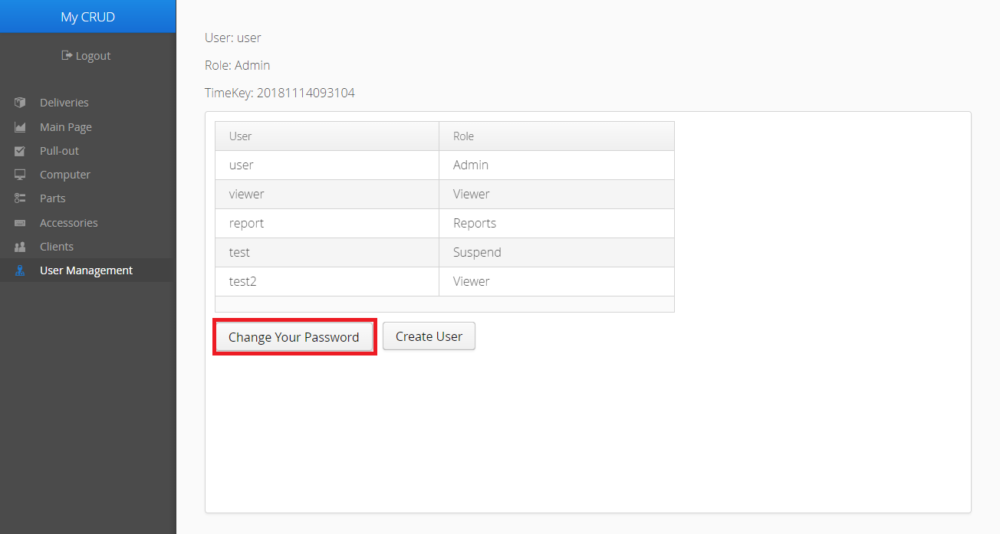 My CRUD
Logout
Deliveries
Main Page
Pull-out
Computer
Parts
Accessories
Clients
User Management
User: user
Role: Admin
TimeKey: 20181114093104
User Role
user Admin
viewer Viewer
report Reports
test Suspend
test2 Viewer
Change Your Password Create User